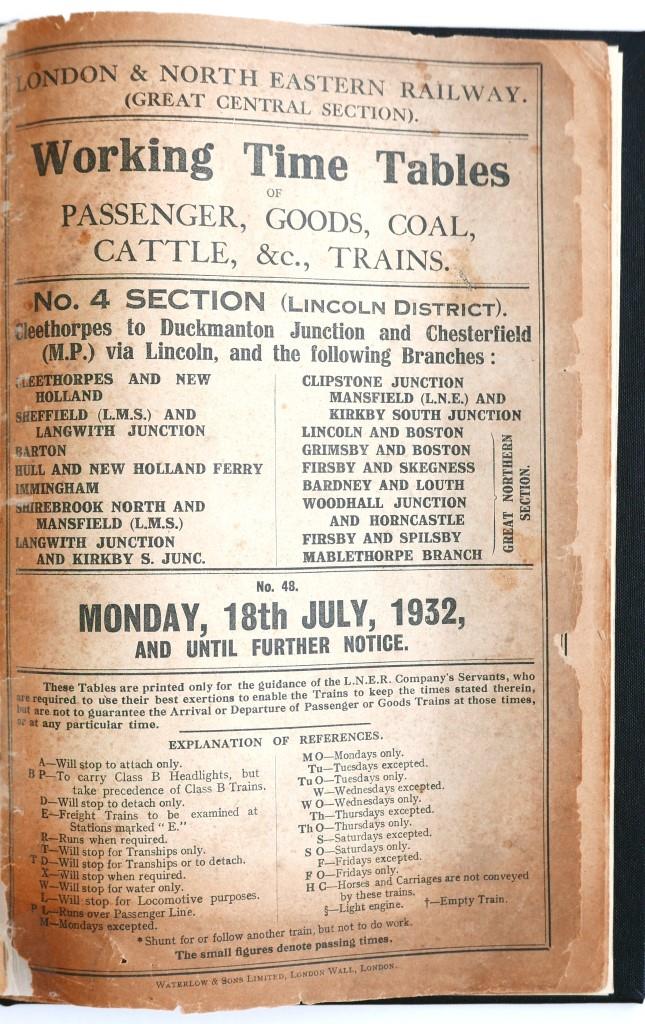 LONDON & NORTH EASTERN RAILWAY.
(GREAT CENTRAL SECTION).
Working Time Tables
OF
PASSENGER, GOODS, COAL,
CATTLE, &c., TRAINS.
No. 4 SECTION (LINCOLN DISTRICT).
Cleethorpes to Duckmanton Junction and Chesterfield
(M.P.) via Lincoln, and the following Branches :
CLEETHORPES AND NEW
HOLLAND
SHEFFIELD (L.M.S.) AND
LANGWITH JUNCTION
BARTON
HULL AND NEW HOLLAND FERRY
IMMINGHAM
SHIREBROOK NORTH AND
MANSFIELD (L.M.S.)
LANGWITH JUNCTION
AND KIRKBY S. JUNC.
CLIPSTONE JUNCTION
MANSFIELD (L.N.E.) AND
KIRKBY SOUTH JUNCTION
LINCOLN AND BOSTON
GRIMSBY AND BOSTON
FIRSBY AND SKEGNESS
BARDNEY AND LOUTH
WOODHALL JUNCTION
AND HORNCASTLE
FIRSBY AND SPILSBY
MABLETHORPE BRANCH
GREAT NORTHERN
SECTION.
No. 48.
MONDAY, 18th JULY, 1932,
AND UNTIL FURTHER NOTICE.
These Tables are printed only for the guidance of the L.N.E.R. Company's Servants, who
are required to use their best exertions to enable the Trains to keep the times stated therein,
but are not to guarantee the Arrival or Departure of Passenger or Goods Trains at those times,
or at any particular time.
EXPLANATION OF REFERENCES.
A—Will stop to attach only.
B P—To carry Class B Headlights, but
take precedence of Class B Trains.
D—Will stop to detach only.
E—Freight Trains to be examined at
Stations marked " E."
R—Runs when required.
T—Will stop for Tranships only.
T D—Will stop for Tranships or to detach.
X—Will stop when required.
W—Will stop for water only.
L—Will stop for Locomotive purposes.
P L—Runs over Passenger Line.
M—Mondays excepted.
M O—Mondays only.
Tu—Tuesdays excepted.
Tu O—Tuesdays only.
W—Wednesdays excepted.
W O—Wednesdays only.
Th—Thursdays excepted.
Th O—Thursdays only.
S—Saturdays excepted.
S O—Saturdays only.
F—Fridays excepted.
F O—Fridays only.
H C—Horses and Carriages are not conveyed
by these trains.
§—Light engine. †—Empty Train.
* Shunt for or follow another train, but not to do work.
The small figures denote passing times.
WATERLOW & SONS LIMITED, LONDON WALL, LONDON.